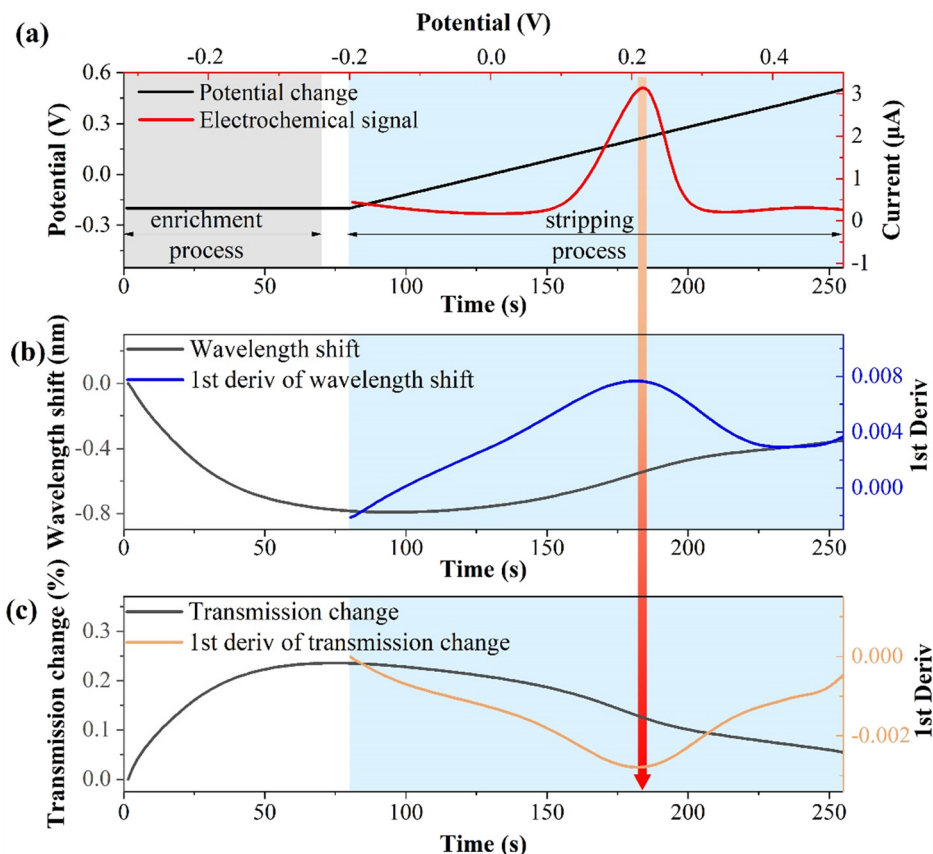 (a)
Potential (V)
-0.2 -0.2 0.0 0.2 0.4
0.6 0.3 0.0 -0.3
Potential (V)
Potential change
Electrochemical signal
3 2 1 0 -1
Current (μA)
enrichment process
stripping process
0 50 100 150 200 250
Time (s)
(b)
Wavelength shift (nm)
0.0 -0.4 -0.8
Wavelength shift
1st deriv of wavelength shift
0.008 0.004 0.000
1st Deriv
0 50 100 150 200 250
Time (s)
(c)
Transmission change (%)
0.3 0.2 0.1 0.0
Transmission change
1st deriv of transmission change
0.000 -0.002
1st Deriv
0 50 100 150 200 250
Time (s)